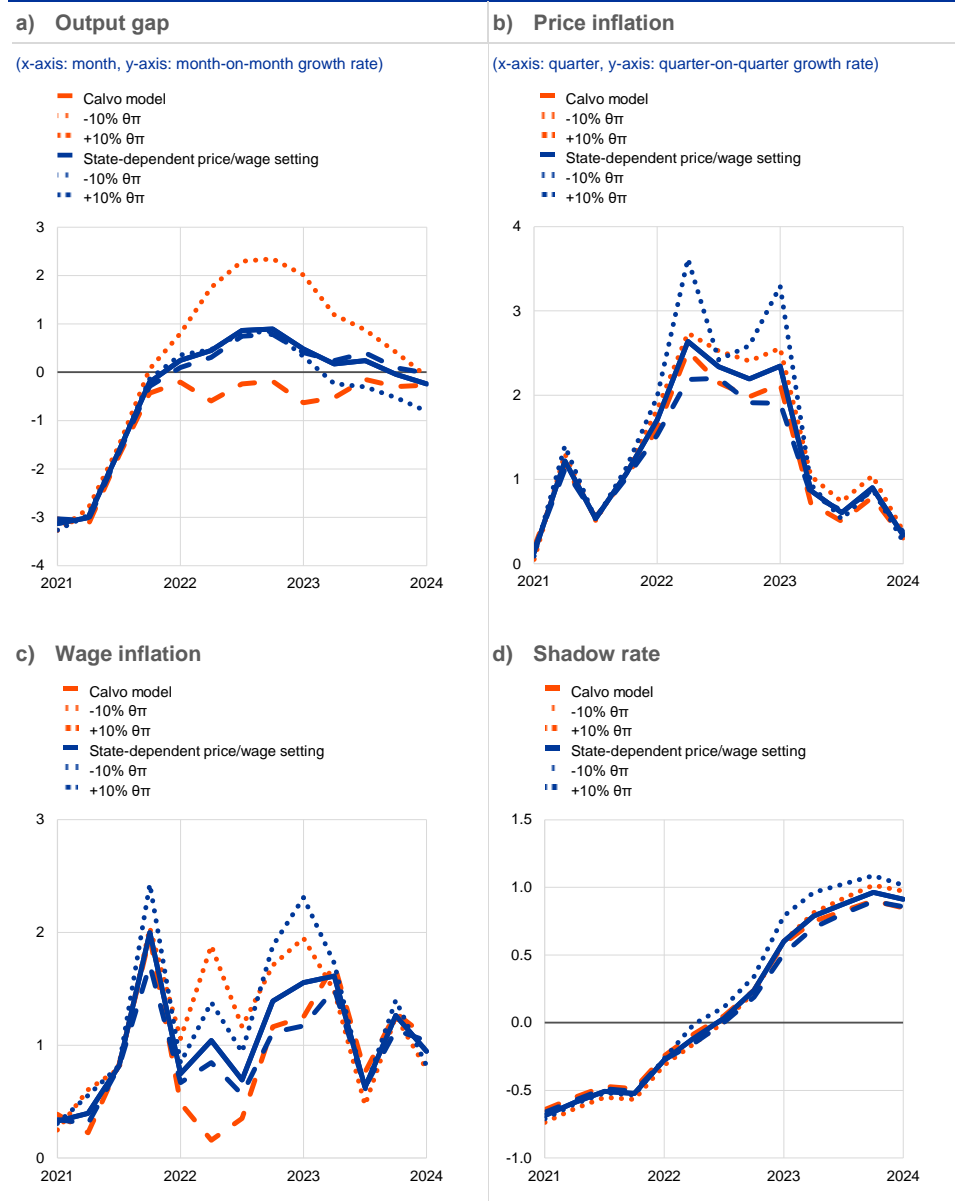 a) Output gap
(x-axis: month, y-axis: month-on-month growth rate)
Calvo model
-10% θπ
+10% θπ
State-dependent price/wage setting
-10% θπ
+10% θπ
3
2
1
0
-1
-2
-3
-4
2021 2022 2023 2024
b) Price inflation
(x-axis: quarter, y-axis: quarter-on-quarter growth rate)
Calvo model
-10% θπ
+10% θπ
State-dependent price/wage setting
-10% θπ
+10% θπ
4
3
2
1
0
2021 2022 2023 2024
c) Wage inflation
Calvo model
-10% θπ
+10% θπ
State-dependent price/wage setting
-10% θπ
+10% θπ
3
2
1
0
2021 2022 2023 2024
d) Shadow rate
Calvo model
-10% θπ
+10% θπ
State-dependent price/wage setting
-10% θπ
+10% θπ
1.5
1.0
0.5
0.0
-0.5
-1.0
2021 2022 2023 2024